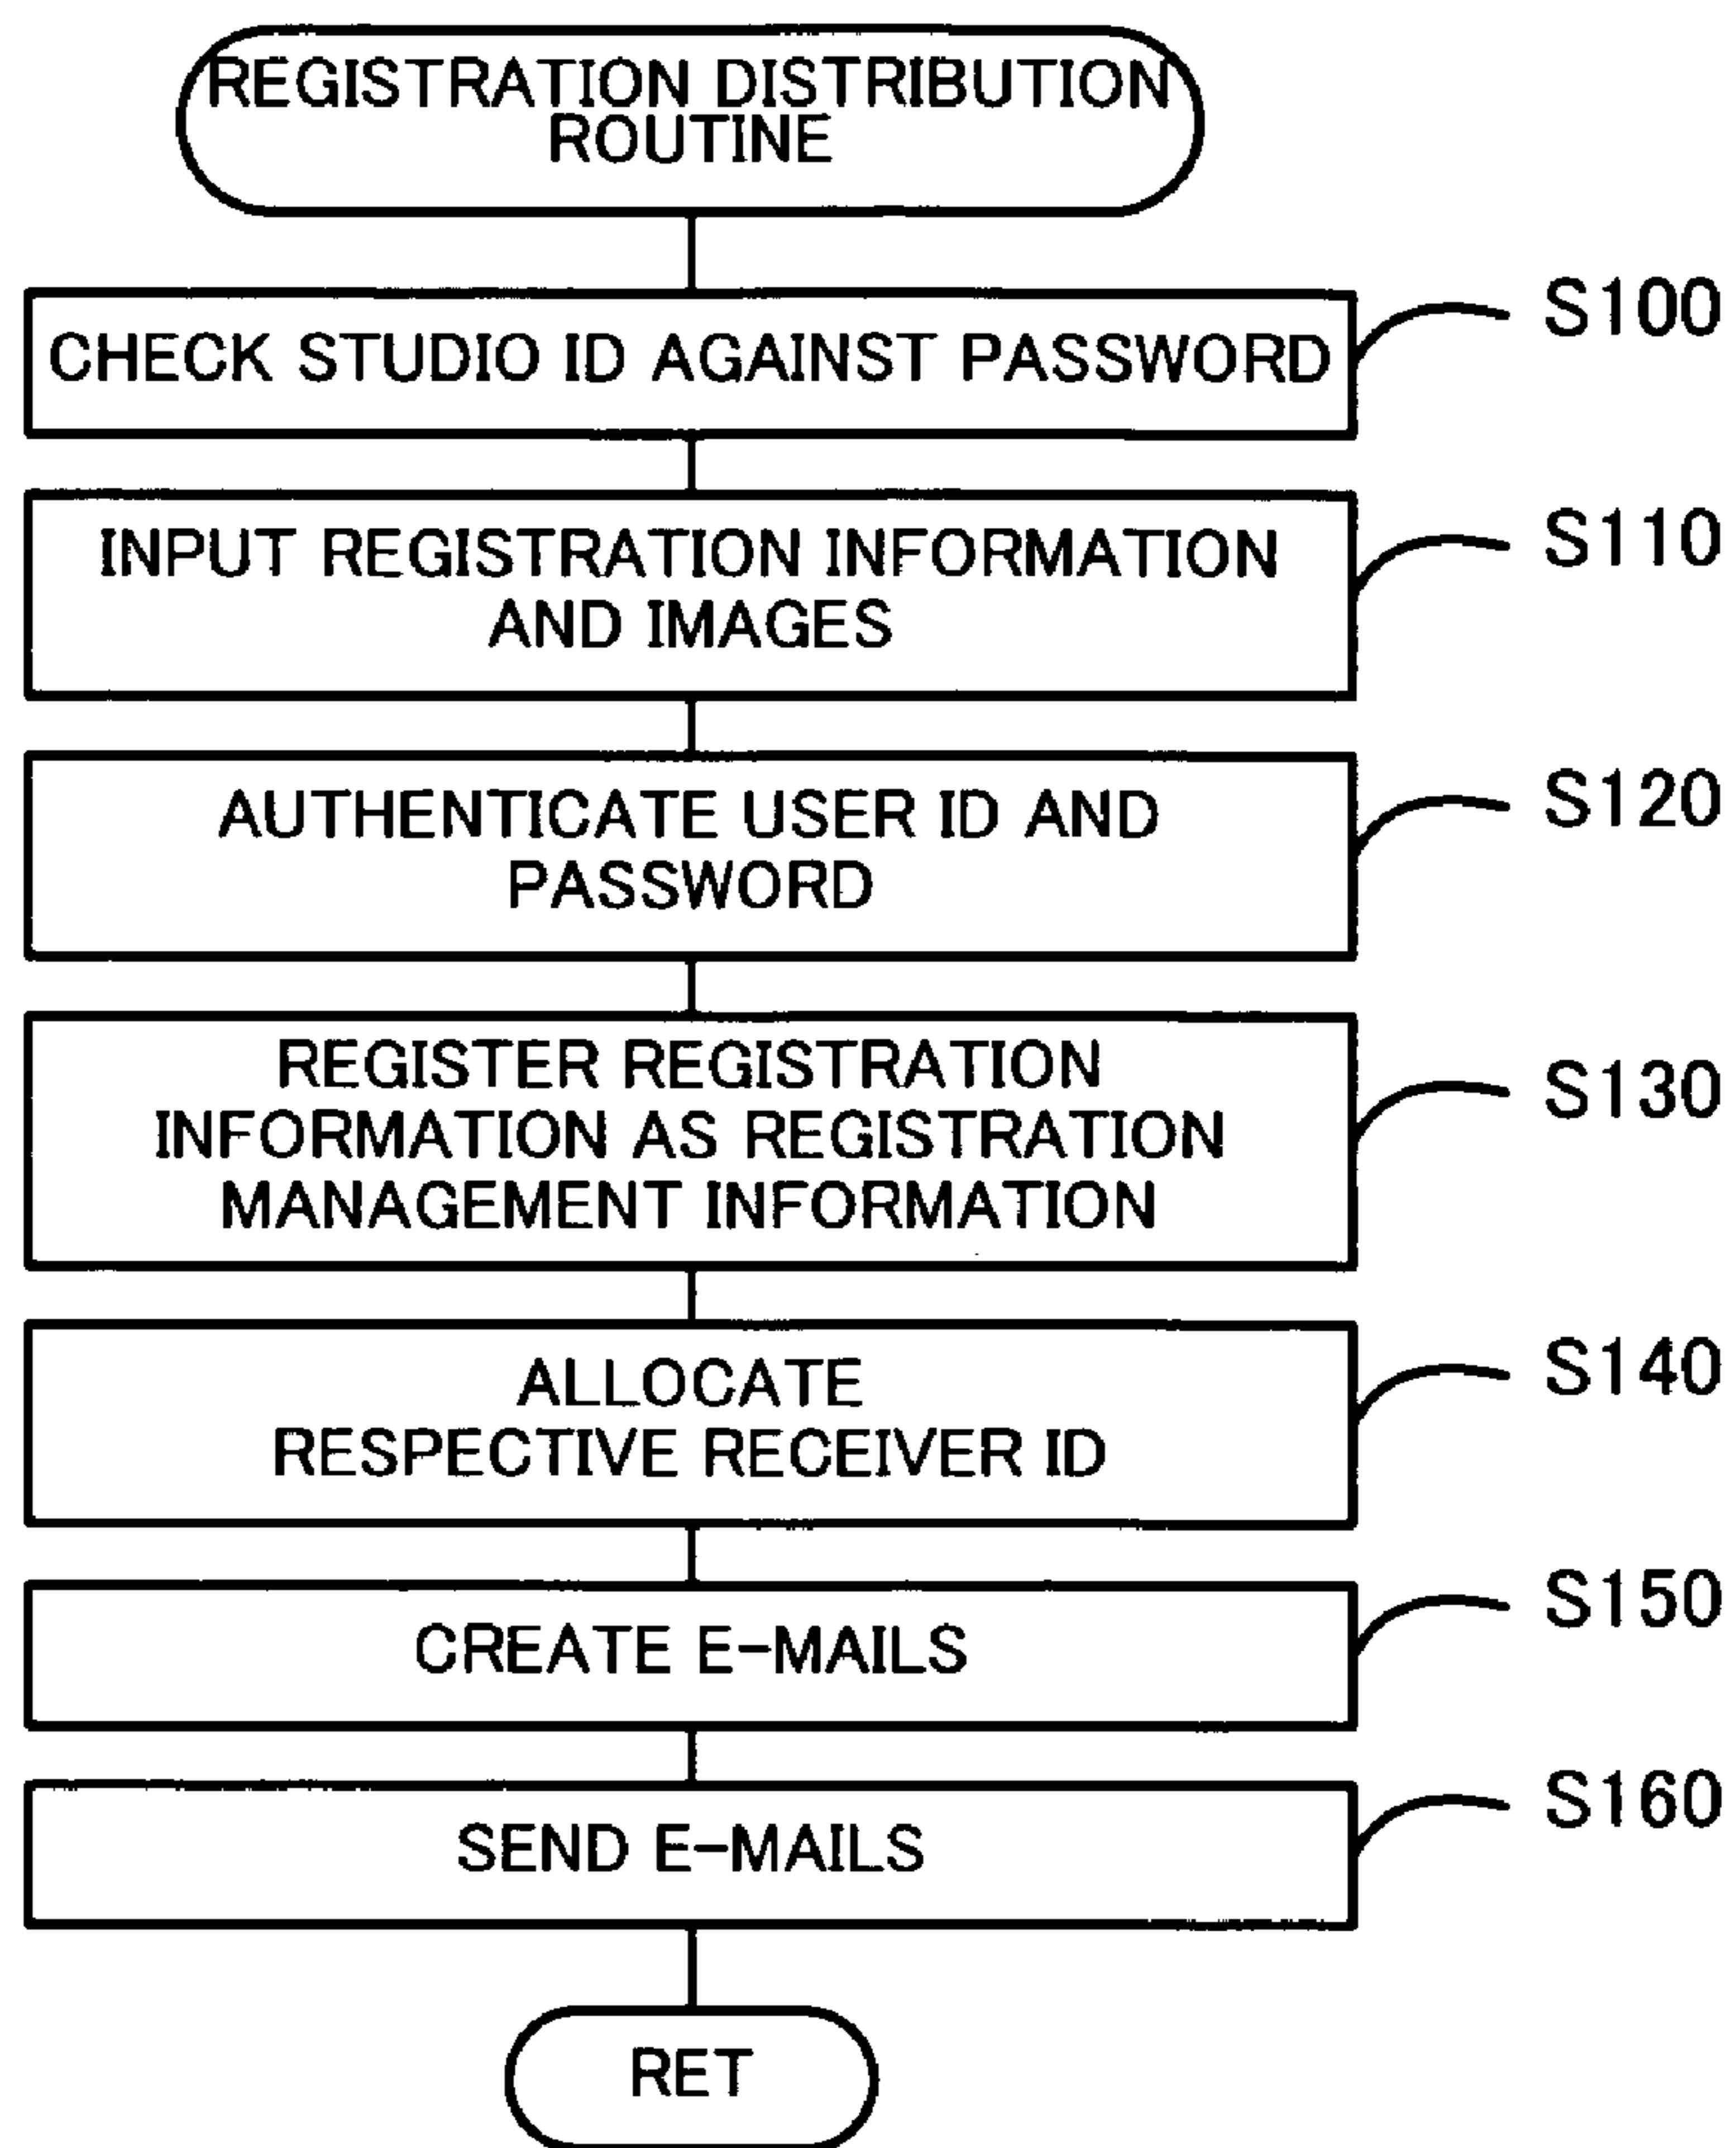 REGISTRATION DISTRIBUTION
ROUTINE
CHECK STUDIO ID AGAINST PASSWORD
S100
INPUT REGISTRATION INFORMATION
AND IMAGES
S110
AUTHENTICATE USER ID AND
PASSWORD
S120
REGISTER REGISTRATION
INFORMATION AS REGISTRATION
MANAGEMENT INFORMATION
S130
ALLOCATE
RESPECTIVE RECEIVER ID
S140
CREATE E-MAILS
S150
SEND E-MAILS
S160
RET